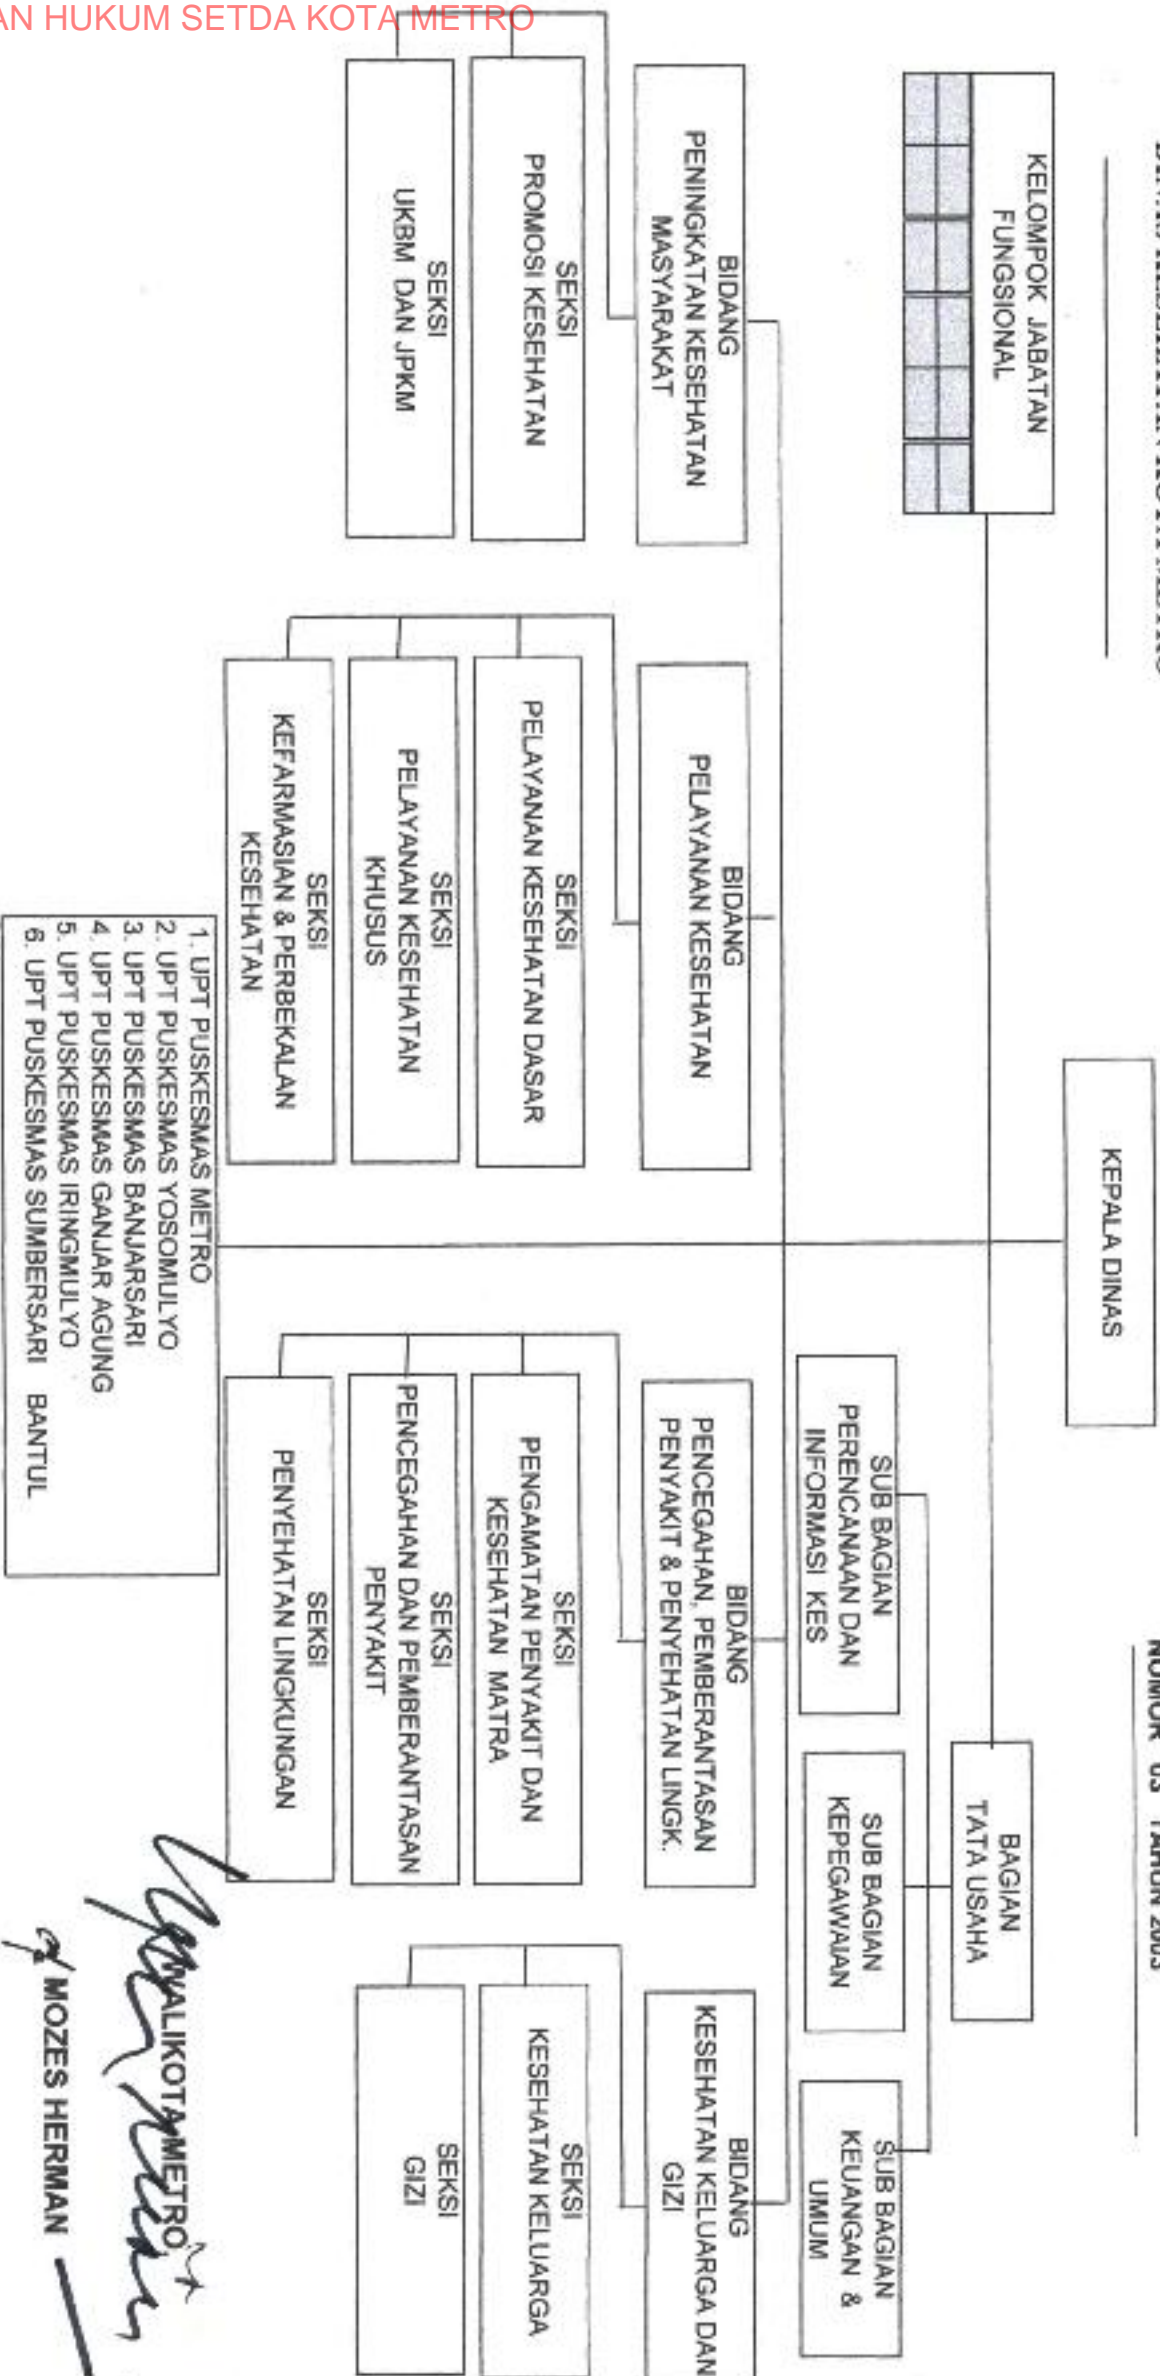 AN HUKUM SETDA KOTA METRO
NOMOR 03 TAHUN 2003
KEPALA DINAS
KELOMPOK JABATAN
FUNGSIONAL
BAGIAN
TATA USAHA
SUB BAGIAN
PERENCANAAN DAN
INFORMASI KES
SUB BAGIAN
KEPEGAWAIAN
SUB BAGIAN
KEUANGAN &
UMUM
BIDANG
PENINGKATAN KESEHATAN
MASYARAKAT
SEKSI
PROMOSI KESEHATAN
SEKSI
UKBM DAN JPKM
BIDANG
PELAYANAN KESEHATAN
SEKSI
PELAYANAN KESEHATAN DASAR
SEKSI
PELAYANAN KESEHATAN
KHUSUS
SEKSI
KEFARMASIAN & PERBEKALAN
KESEHATAN
BIDANG
PENCEGAHAN, PEMBERANTASAN
PENYAKIT & PENYEHATAN LINGK.
SEKSI
PENGAMATAN PENYAKIT DAN
KESEHATAN MATRA
SEKSI
PENCEGAHAN DAN PEMBERANTASAN
PENYAKIT
SEKSI
PENYEHATAN LINGKUNGAN
BIDANG
KESEHATAN KELUARGA DAN
GIZI
SEKSI
KESEHATAN KELUARGA
SEKSI
GIZI
1. UPT PUSKESMAS METRO
2. UPT PUSKESMAS YOSOMULYO
3. UPT PUSKESMAS BANJARSARI
4. UPT PUSKESMAS GANJAR AGUNG
5. UPT PUSKESMAS IRINGMULYO
6. UPT PUSKESMAS SUMBERSARI BANTUL
WALIKOTA METRO
MOZES HERMAN